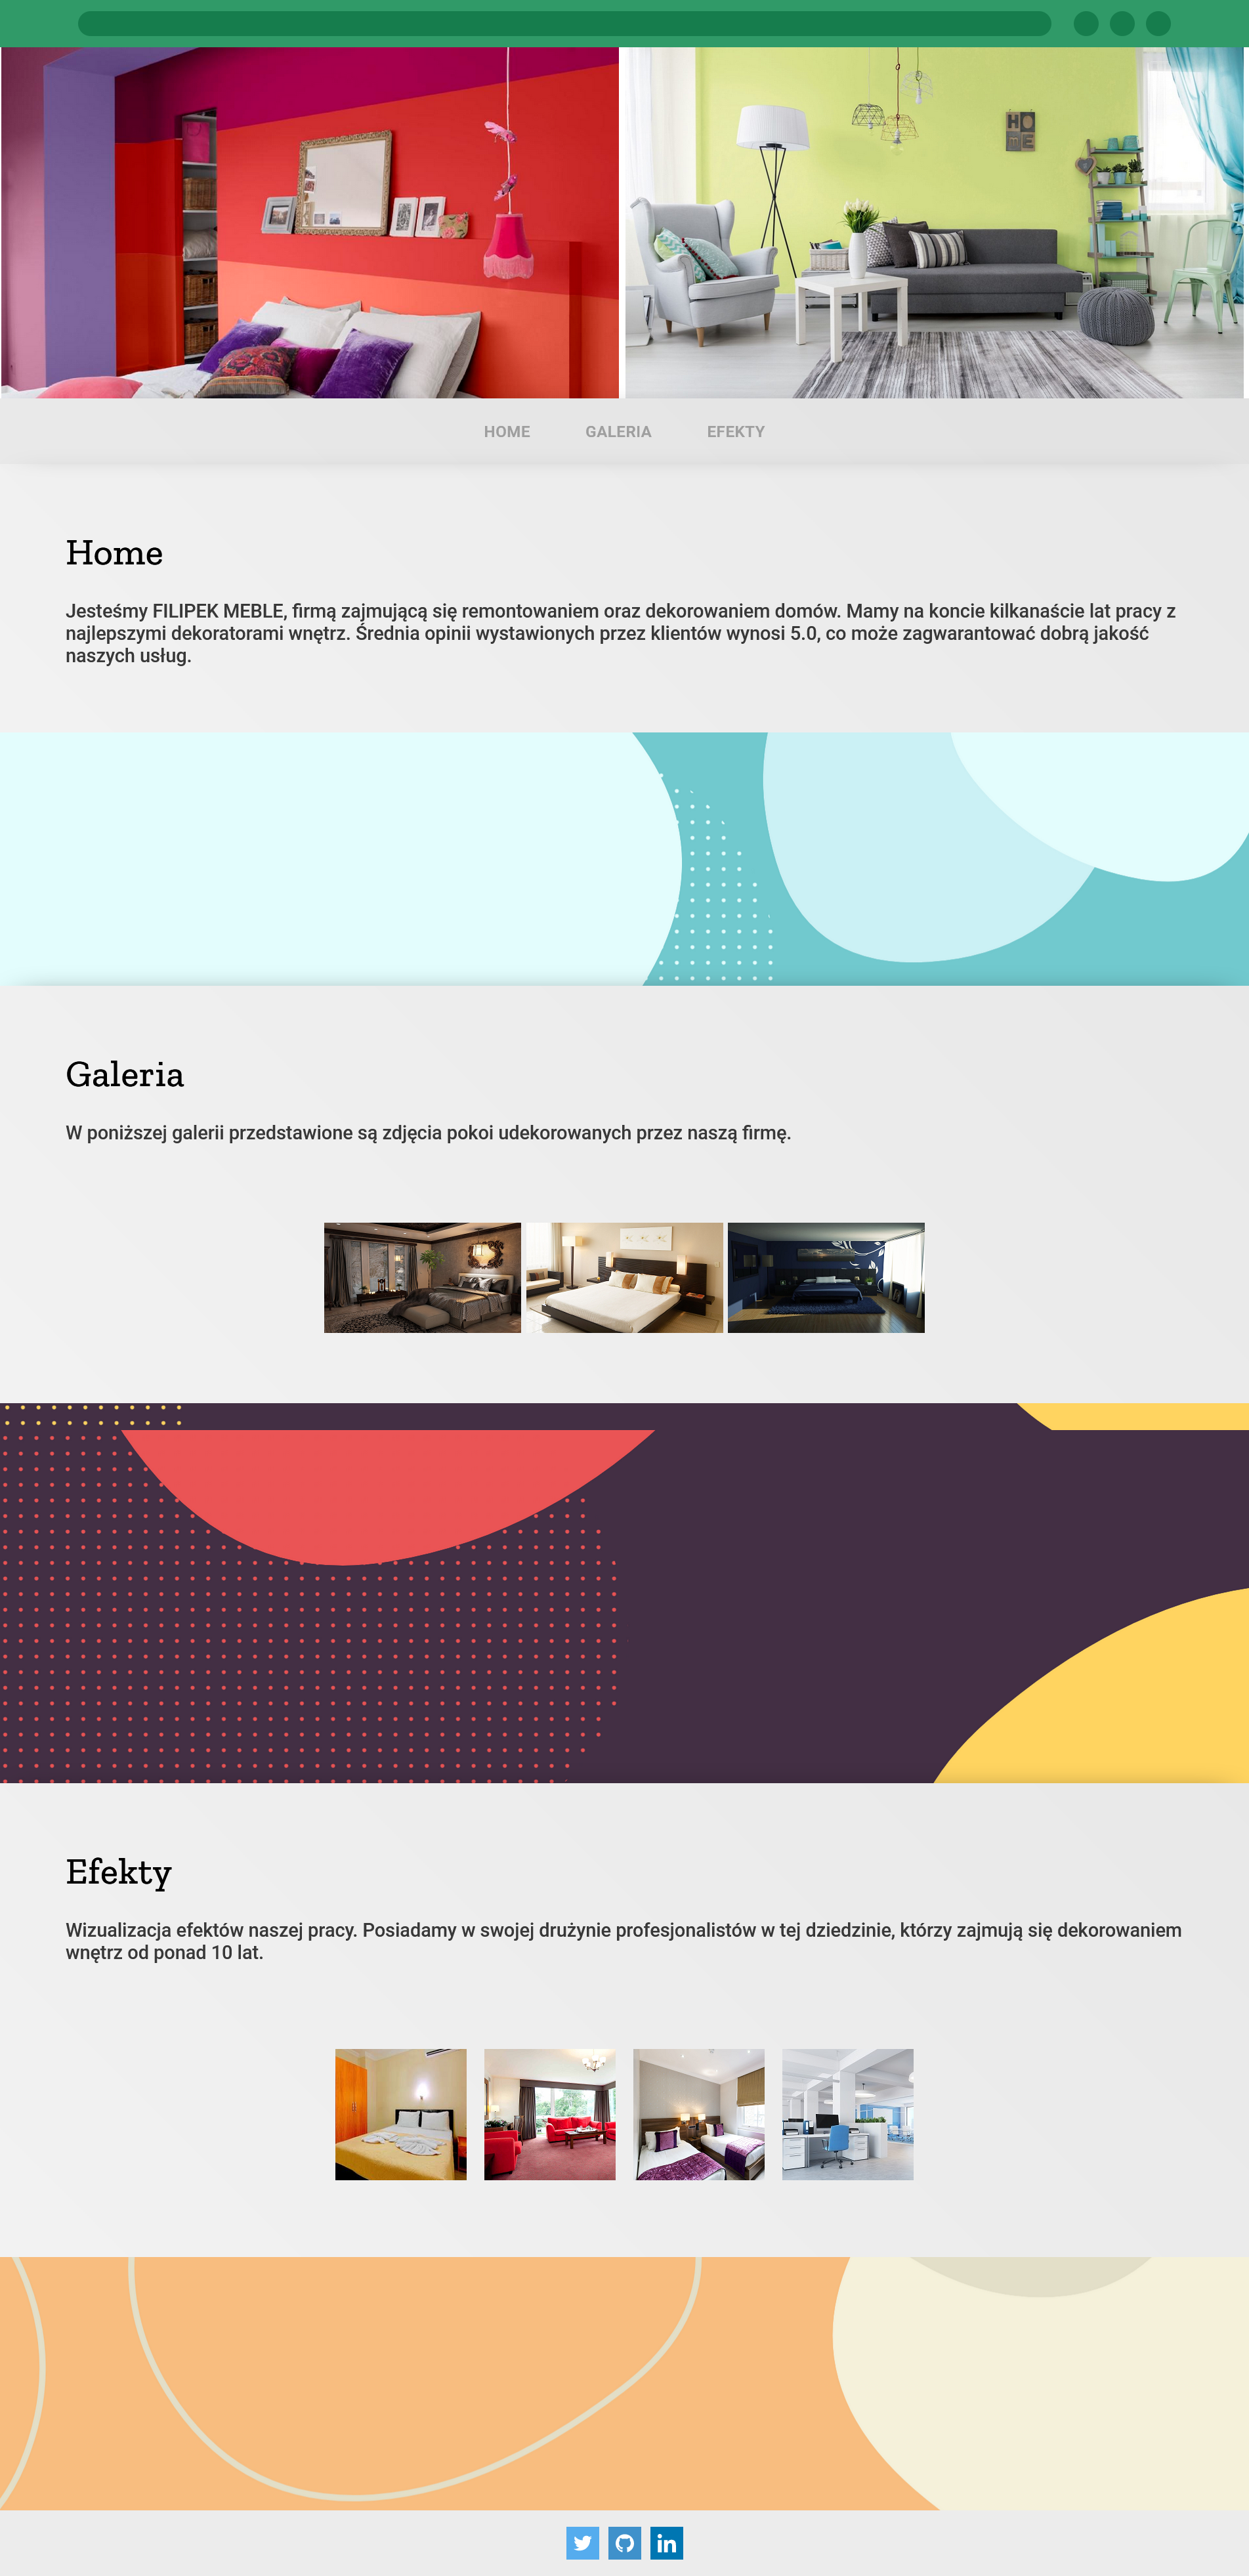 HO
ME
HOME GALERIA EFEKTY
Home
Jesteśmy FILIPEK MEBLE, firmą zajmującą się remontowaniem oraz dekorowaniem domów. Mamy na koncie kilkanaście lat pracy z
najlepszymi dekoratorami wnętrz. Średnia opinii wystawionych przez klientów wynosi 5.0, co może zagwarantować dobrą jakość
naszych usług.
Galeria
W poniższej galerii przedstawione są zdjęcia pokoi udekorowanych przez naszą firmę.
Efekty
Wizualizacja efektów naszej pracy. Posiadamy w swojej drużynie profesjonalistów w tej dziedzinie, którzy zajmują się dekorowaniem
wnętrz od ponad 10 lat.
in